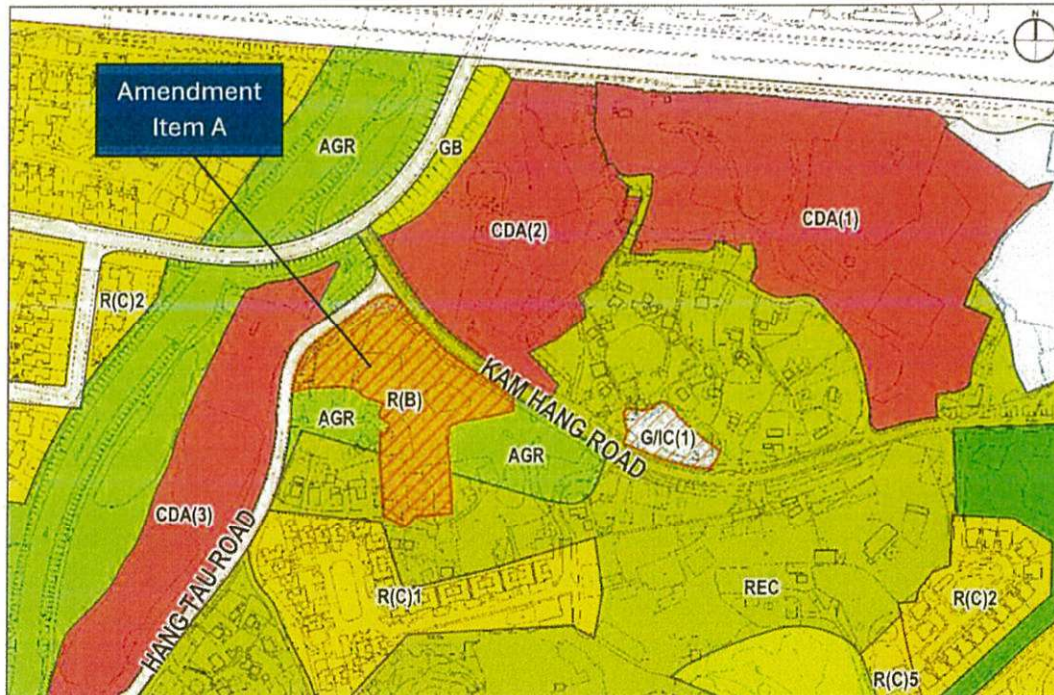 N
Amendment
Item A
AGR
GB
CDA(2)
CDA(1)
R(C)2
KAM HANG ROAD
R(B)
AGR
AGR
G/IC(1)
CDA(3)
HANG TAU ROAD
R(C)1
REC
R(C)2
R(C)5